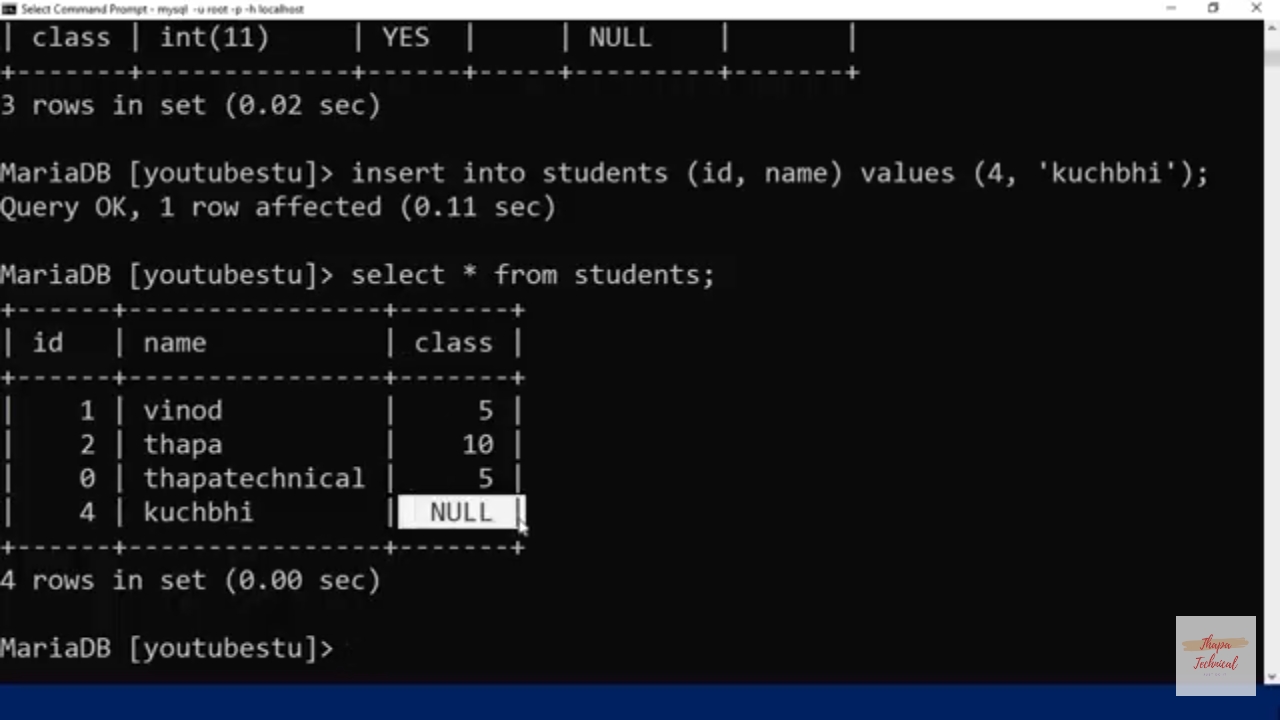 Select Command Prompt - mysql -u root -p -h localhost
| class | int(11) | YES | | NULL | |
+-------+----------------+------+-----+---------+-------+
3 rows in set (0.02 sec)
MariaDB [youtubestu]> insert into students (id, name) values (4, 'kuchbhi');
Query OK, 1 row affected (0.11 sec)
MariaDB [youtubestu]> select * from students;
+------+----------------+-------+
| id | name | class |
+------+----------------+-------+
| 1 | vinod | 5 |
| 2 | thapa | 10 |
| 0 | thapatechnical | 5 |
| 4 | kuchbhi | NULL |
+------+----------------+-------+
4 rows in set (0.00 sec)
MariaDB [youtubestu]>
Thapa
Technical